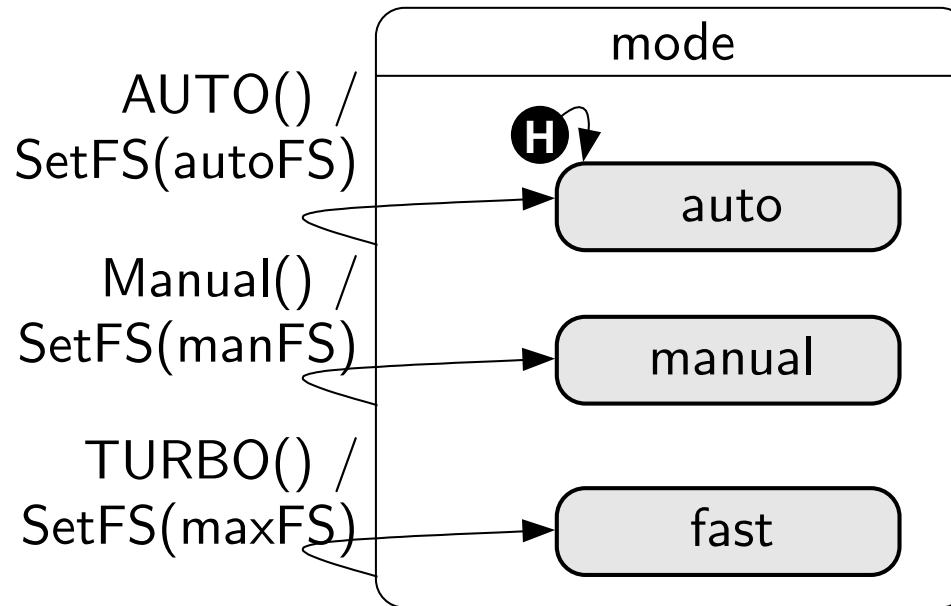 mode
AUTO() /
SetFS(autoFS)
H
auto
Manual() /
SetFS(manFS)
manual
TURBO() /
SetFS(maxFS)
fast